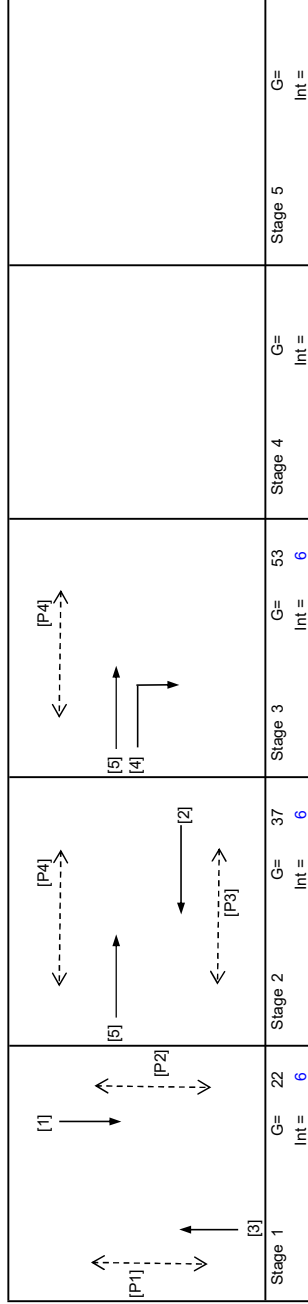 [1]
[P1]
[P2]
[3]
Stage 1 G= 22
Int = 6
[P4]
[5]
[2]
[P3]
Stage 2 G= 37
Int = 6
[P4]
[5]
[4]
Stage 3 G= 53
Int = 6
Stage 4 G=
Int =
Stage 5 G=
Int =